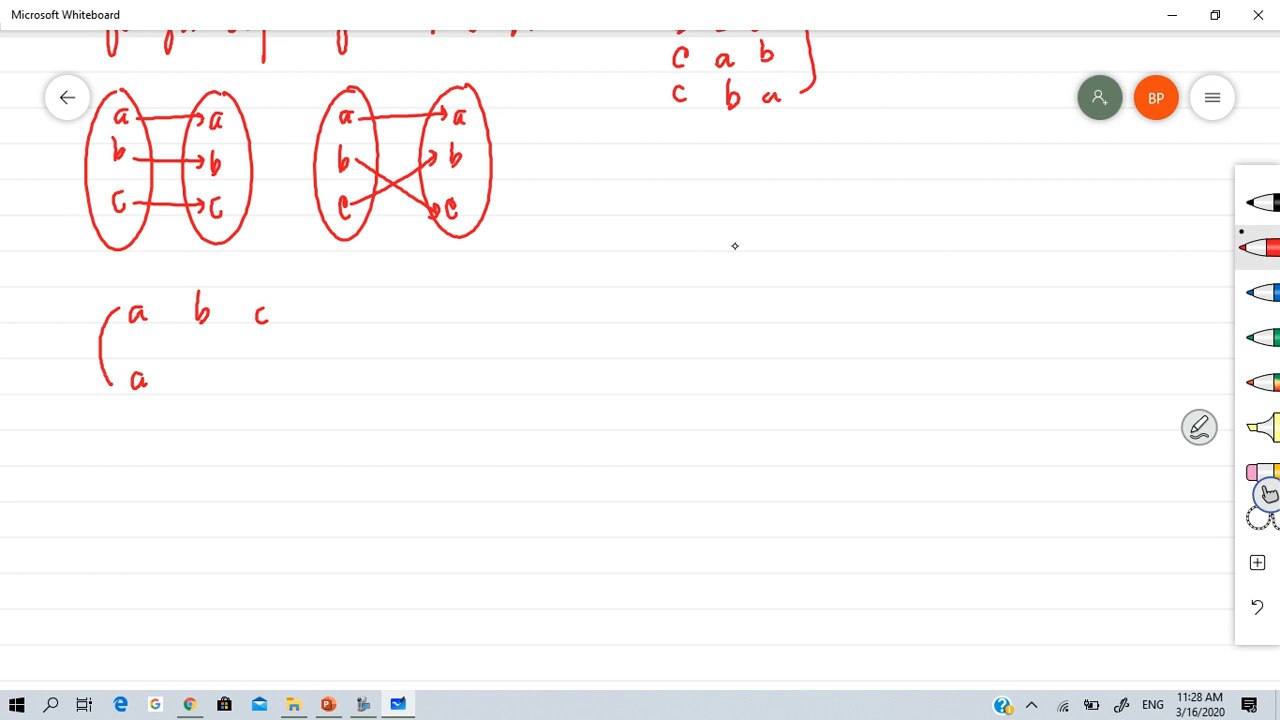 Microsoft Whiteboard
c a b
c b a
BP
a a a a
b b b b
c c c c
( a b c
a
ENG
11:28 AM
3/16/2020